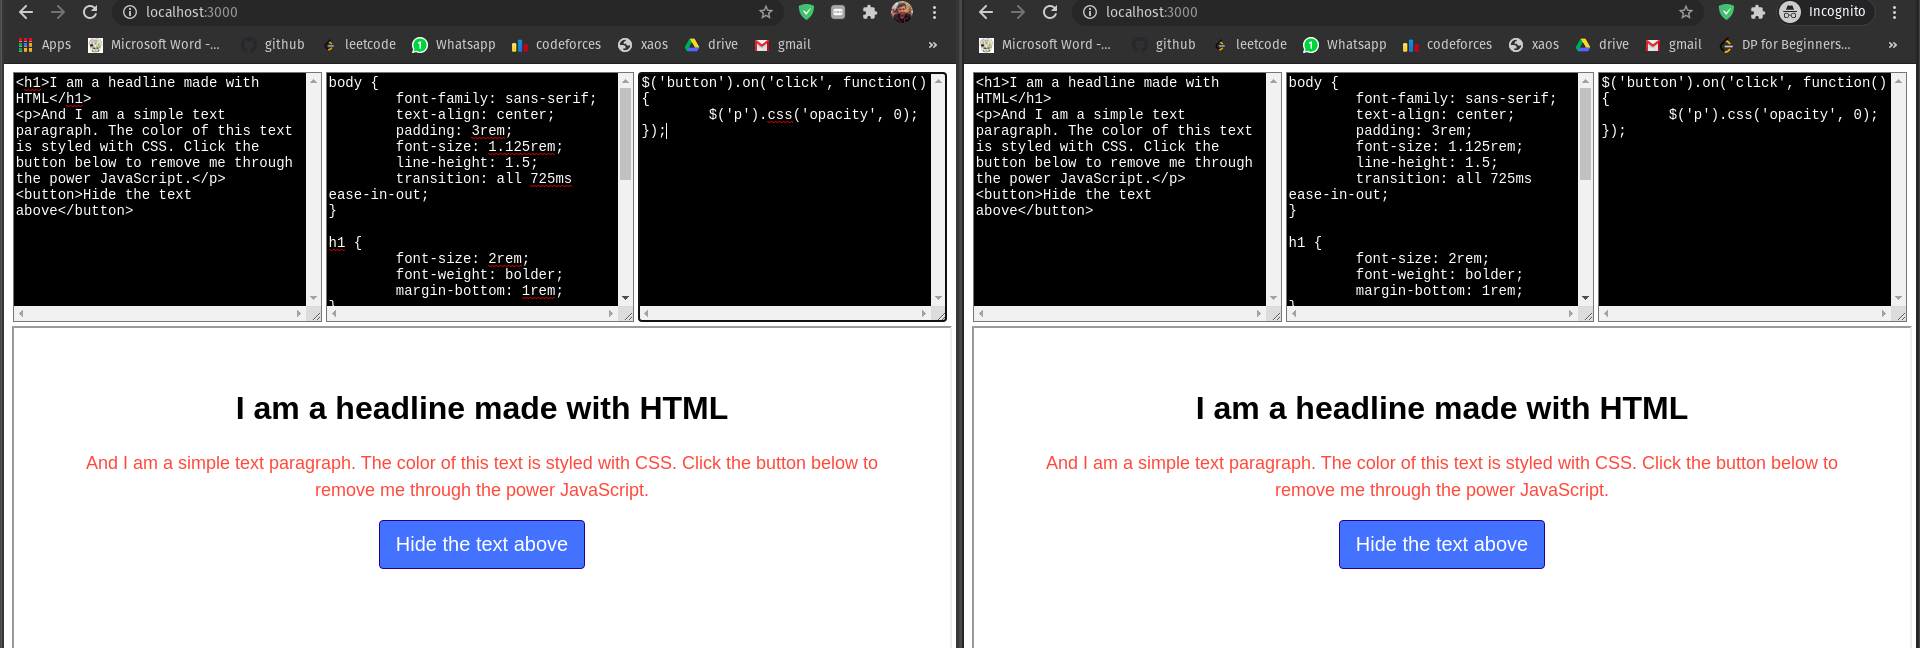 localhost:3000
Apps Microsoft Word -... github leetcode Whatsapp codeforces xaos drive gmail »
<h1>I am a headline made with
HTML</h1>
<p>And I am a simple text
paragraph. The color of this text
is styled with CSS. Click the
button below to remove me through
the power JavaScript.</p>
<button>Hide the text
above</button>
body {
font-family: sans-serif;
text-align: center;
padding: 3rem;
font-size: 1.125rem;
line-height: 1.5;
transition: all 725ms
ease-in-out;
}
h1 {
font-size: 2rem;
font-weight: bolder;
margin-bottom: 1rem;
}
$('button').on('click', function()
{
$('p').css('opacity', 0);
});
I am a headline made with HTML
And I am a simple text paragraph. The color of this text is styled with CSS. Click the button below to
remove me through the power JavaScript.
Hide the text above
localhost:3000 Incognito
Microsoft Word -... github leetcode Whatsapp codeforces xaos drive gmail DP for Beginners... »
<h1>I am a headline made with
HTML</h1>
<p>And I am a simple text
paragraph. The color of this text
is styled with CSS. Click the
button below to remove me through
the power JavaScript.</p>
<button>Hide the text
above</button>
body {
font-family: sans-serif;
text-align: center;
padding: 3rem;
font-size: 1.125rem;
line-height: 1.5;
transition: all 725ms
ease-in-out;
}
h1 {
font-size: 2rem;
font-weight: bolder;
margin-bottom: 1rem;
}
$('button').on('click', function()
{
$('p').css('opacity', 0);
});
I am a headline made with HTML
And I am a simple text paragraph. The color of this text is styled with CSS. Click the button below to
remove me through the power JavaScript.
Hide the text above